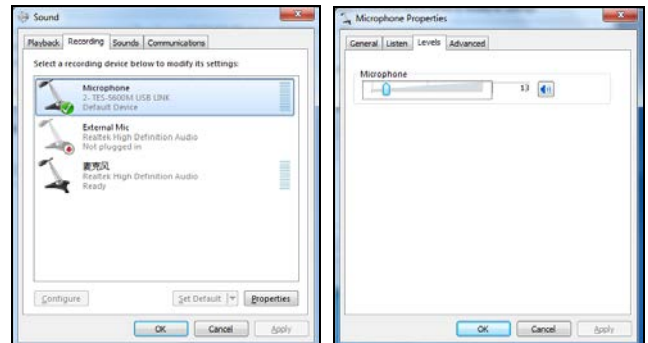 Sound
Playback Recording Sounds Communications
Select a recording device below to modify its settings:
Microphone
2- TES-5600M USB LINK
Default Device
External Mic
Realtek High Definition Audio
Not plugged in
麦克风
Realtek High Definition Audio
Ready
Configure Set Default Properties
OK Cancel Apply
Microphone Properties
General Listen Levels Advanced
Microphone
13
OK Cancel Apply